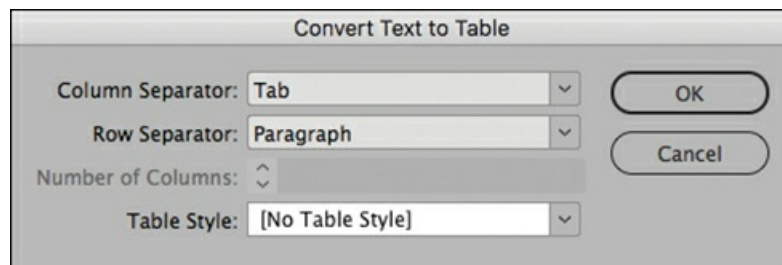 Convert Text to Table
Column Separator: Tab
OK
Row Separator: Paragraph
Cancel
Number of Columns:
Table Style: [No Table Style]